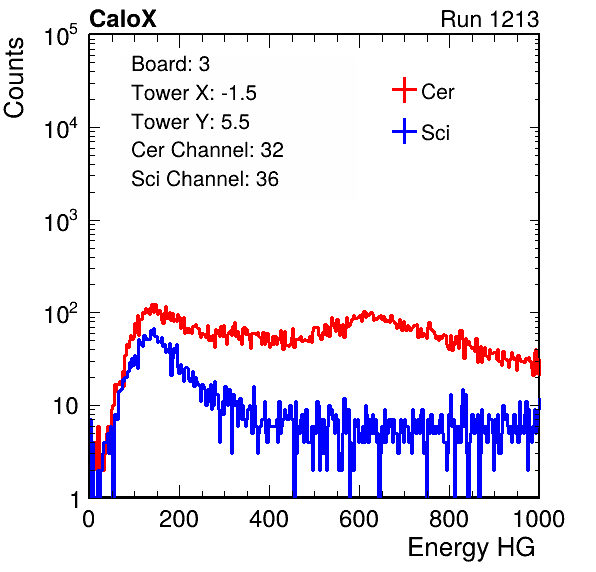 CaloX Run 1213
Board: 3
Tower X: -1.5
Tower Y: 5.5
Cer Channel: 32
Sci Channel: 36
Cer
Sci
Counts
10^5
10^4
10^3
10^2
10
1
0 200 400 600 800 1000
Energy HG